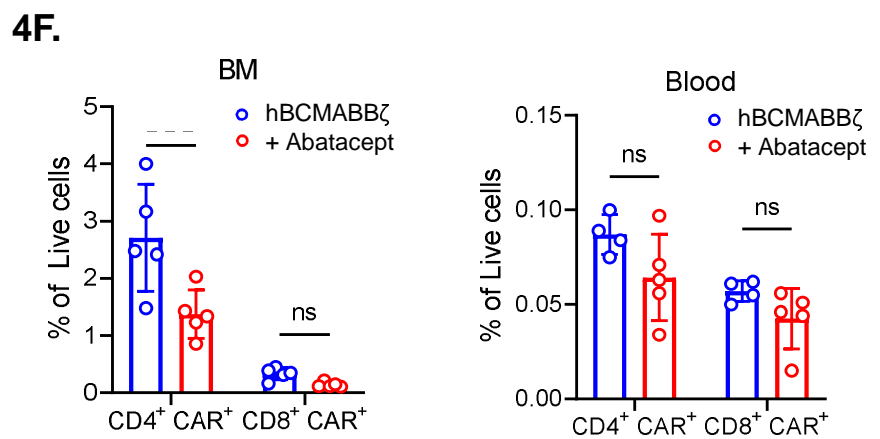 4F.
BM
hBCMABBζ
+ Abatacept
% of Live cells
5
4
3
2
1
0
ns
CD4⁺ CAR⁺ CD8⁺ CAR⁺
Blood
hBCMABBζ
+ Abatacept
% of Live cells
0.15
0.10
0.05
0.00
ns
ns
CD4⁺ CAR⁺ CD8⁺ CAR⁺